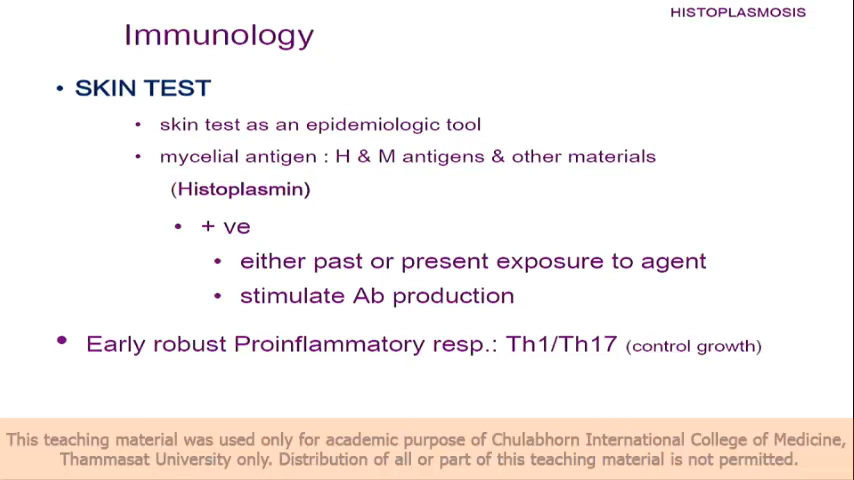 HISTOPLASMOSIS
Immunology
• SKIN TEST
• skin test as an epidemiologic tool
• mycelial antigen : H & M antigens & other materials
(Histoplasmin)
• + ve
• either past or present exposure to agent
• stimulate Ab production
• Early robust Proinflammatory resp.: Th1/Th17 (control growth)
This teaching material was used only for academic purpose of Chulabhorn International College of Medicine,
Thammasat University only. Distribution of all or part of this teaching material is not permitted.